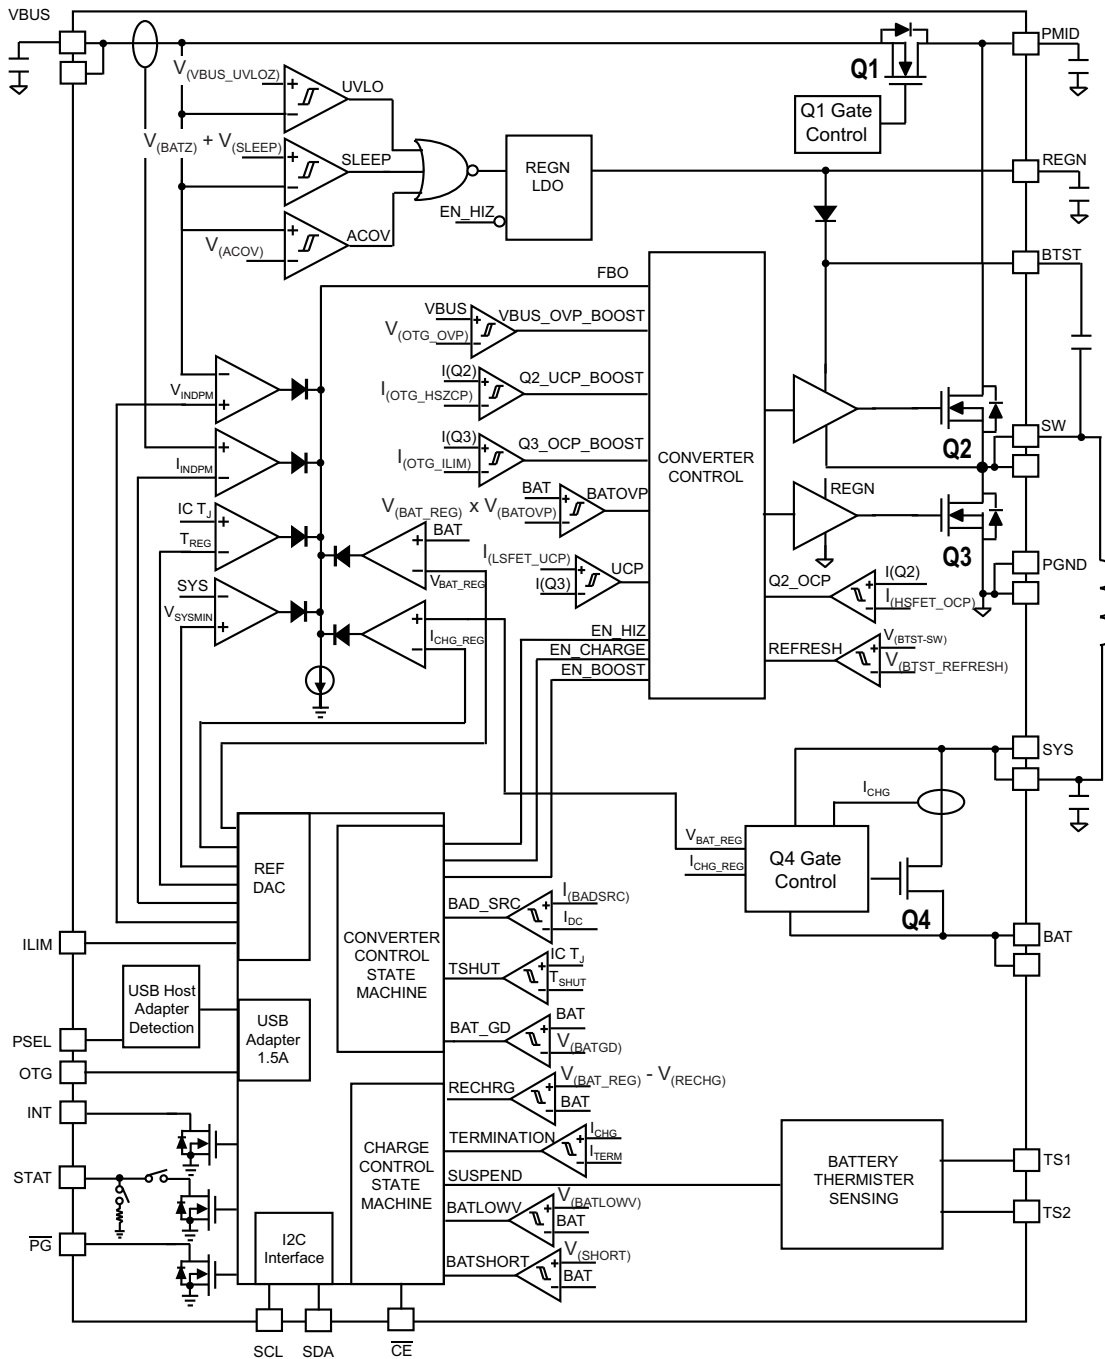 VBUS
PMID
V(VBUS_UVLOZ)
UVLO
Q1
Q1 Gate
Control
V(BATZ) + V(SLEEP)
SLEEP
REGN
LDO
REGN
EN_HIZ
V(ACOV)
ACOV
BTST
FBO
VBUS
VBUS_OVP_BOOST
V(OTG_OVP)
I(Q2)
Q2_UCP_BOOST
I(OTG_HSZCP)
VINDPM
I(Q3)
Q3_OCP_BOOST
I(OTG_ILIM)
IINDPM
CONVERTER
CONTROL
Q2
SW
BAT
BATOVP
V(BAT_REG) x V(BATOVP)
REGN
IC TJ
TREG
BAT
VBAT_REG
Q3
I(LSFET_UCP)
UCP
I(Q3)
PGND
Q2_OCP
I(Q2)
I(HSFET_OCP)
SYS
VSYSMIN
ICHG_REG
EN_HIZ
EN_CHARGE
EN_BOOST
REFRESH
V(BTST-SW)
V(BTST_REFRESH)
SYS
ICHG
VBAT_REG
ICHG_REG
Q4 Gate
Control
Q4
BAT
REF
DAC
CONVERTER
CONTROL
STATE
MACHINE
BAD_SRC
I(BADSRC)
IDC
TSHUT
IC TJ
TSHUT
BAT_GD
BAT
V(BATGD)
ILIM
USB Host
Adapter
Detection
USB
Adapter
1.5A
PSEL
OTG
INT
STAT
PG
RECHRG
V(BAT_REG) - V(RECHG)
BAT
TERMINATION
ICHG
ITERM
CHARGE
CONTROL
STATE
MACHINE
SUSPEND
BATLOWV
V(BATLOWV)
BAT
BATSHORT
V(SHORT)
BAT
BATTERY
THERMISTER
SENSING
TS1
TS2
I2C
Interface
SCL
SDA
CE